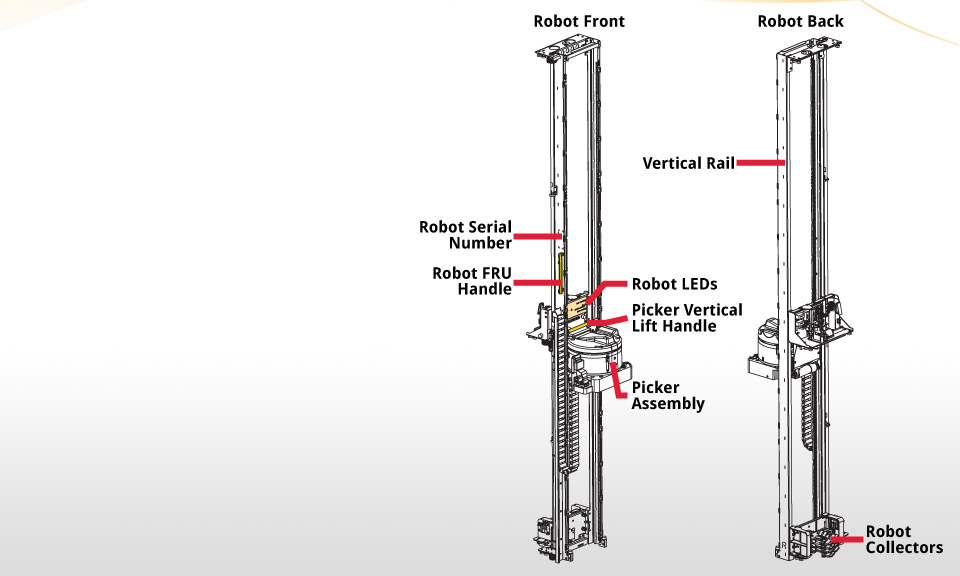 Robot Front
Robot Back
Vertical Rail
Robot Serial
Number
Robot FRU
Handle
Robot LEDs
Picker Vertical
Lift Handle
Picker
Assembly
Robot
Collectors